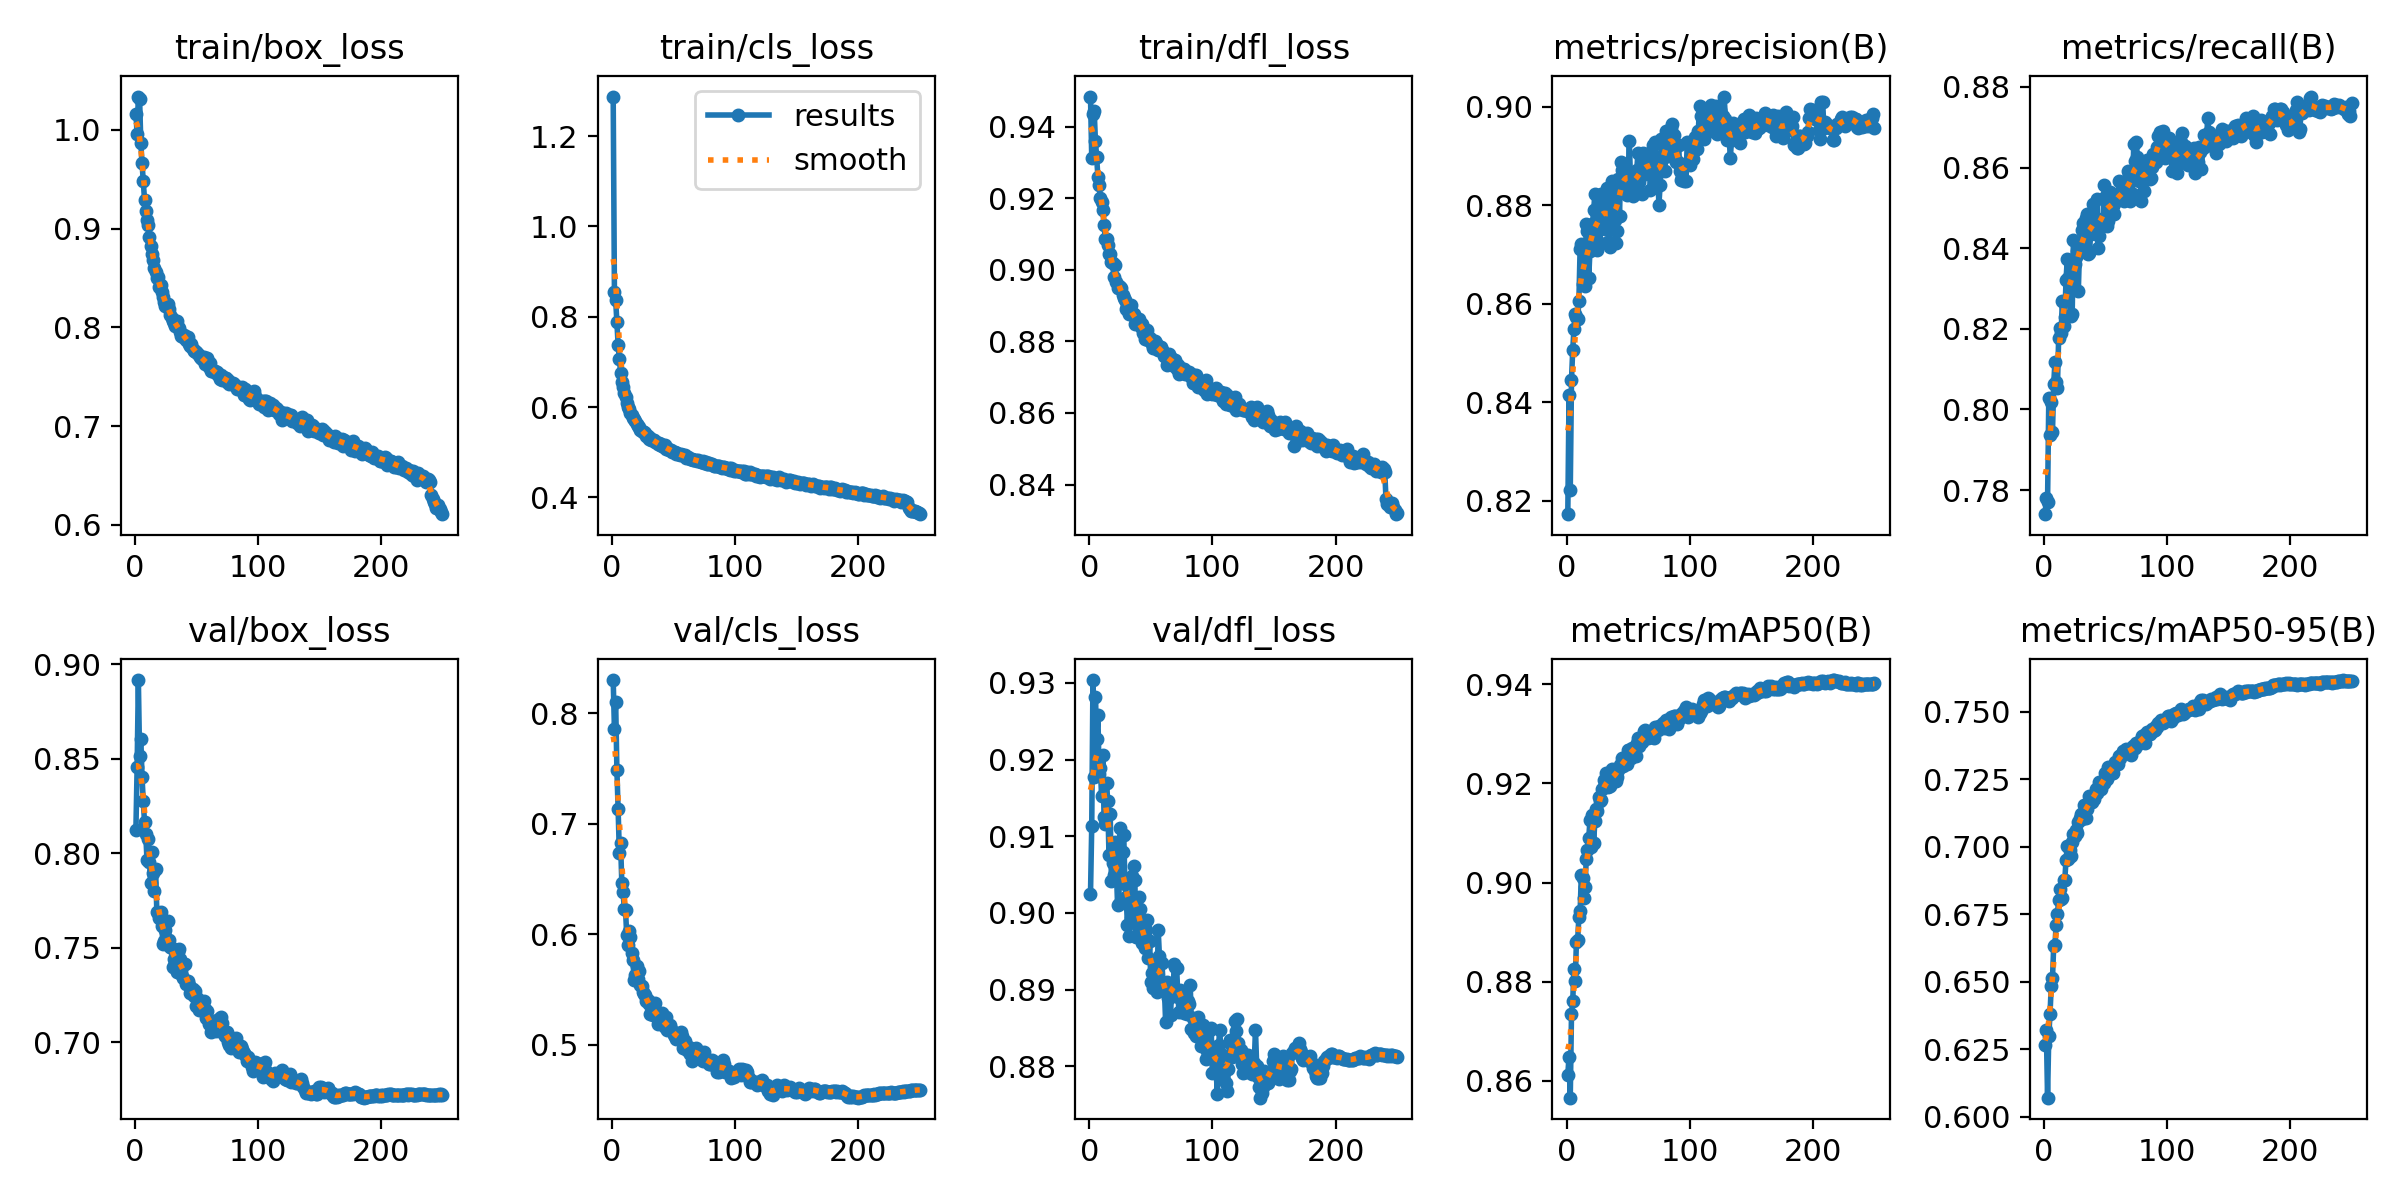 train/box_loss
train/cls_loss
train/dfl_loss
metrics/precision(B)
metrics/recall(B)
1.0
0.9
0.8
0.7
0.6
0 100 200
results
smooth
1.2
1.0
0.8
0.6
0.4
0 100 200
0.94
0.92
0.90
0.88
0.86
0.84
0 100 200
0.90
0.88
0.86
0.84
0.82
0 100 200
0.88
0.86
0.84
0.82
0.80
0.78
0 100 200
val/box_loss
val/cls_loss
val/dfl_loss
metrics/mAP50(B)
metrics/mAP50-95(B)
0.90
0.85
0.80
0.75
0.70
0 100 200
0.8
0.7
0.6
0.5
0 100 200
0.93
0.92
0.91
0.90
0.89
0.88
0 100 200
0.94
0.92
0.90
0.88
0.86
0 100 200
0.750
0.725
0.700
0.675
0.650
0.625
0.600
0 100 200